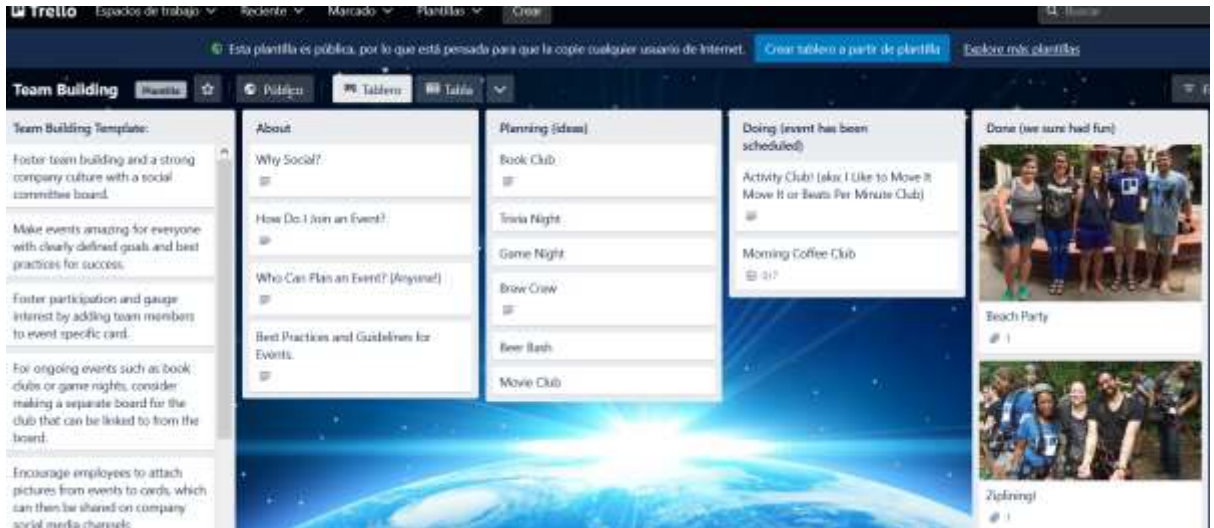 Trello Espacios de trabajo Reciente Marcado Plantillas Crear Buscar
Esta plantilla es pública, por lo que está pensada para que la copie cualquier usuario de Internet. Crear tablero a partir de plantilla Explore más plantillas
Team Building Plantilla Público Tablero Tabla
Team Building Template:
Foster team building and a strong
company culture with a social
committee board.
Make events amazing for everyone
with clearly defined goals and best
practices for success.
Foster participation and gauge
interest by adding team members
to event specific card.
For ongoing events such as book
clubs or game nights, consider
making a separate board for the
club that can be linked to from the
board.
Encourage employees to attach
pictures from events to cards, which
can then be shared on company
social media channels.
About
Why Social?
How Do I Join an Event?
Who Can Plan an Event? (Anyone!)
Best Practices and Guidelines for
Events.
Planning (ideas)
Book Club
Trivia Night
Game Night
Brew Crew
Beer Bash
Movie Club
Doing (event has been
scheduled)
Activity Club! (aka: I Like to Move It
Move It or Beats Per Minute Club)
Morning Coffee Club
0/7
Done (we sure had fun)
Beach Party
1
Ziplining!
1